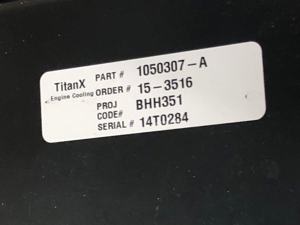 TitanX PART # 1050307-A
Engine Cooling ORDER # 15-3516
PROJ BHH351
CODE#
SERIAL # 14T0284